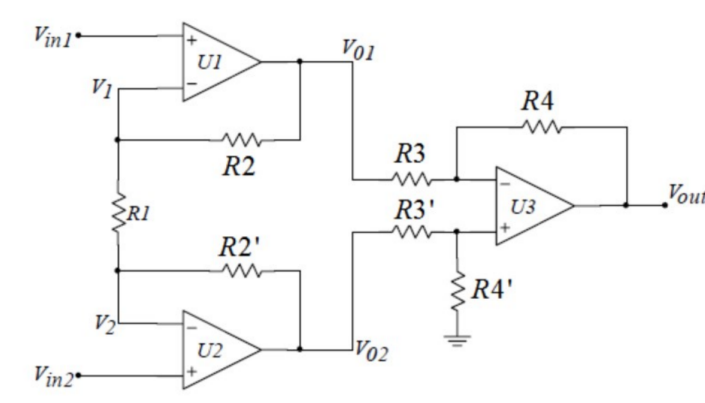 Vin1
+
U1
−
V1
V01
R2
R4
R3
R1
−
U3
+
Vout
R3'
R2'
R4'
V2
−
U2
+
V02
Vin2